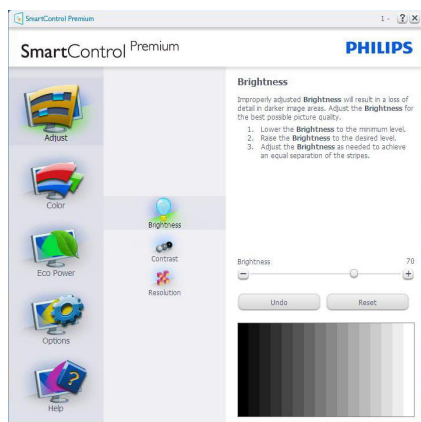 SmartControl Premium
1 -
?
X
SmartControl Premium
PHILIPS
Adjust
Color
Eco Power
Options
Help
Brightness
Contrast
Resolution
Brightness
Improperly adjusted Brightness will result in a loss of
detail in darker image areas. Adjust the Brightness for
the best possible picture quality.
1. Lower the Brightness to the minimum level.
2. Raise the Brightness to the desired level.
3. Adjust the Brightness as needed to achieve
an equal separation of the stripes.
Brightness 70
Undo Reset